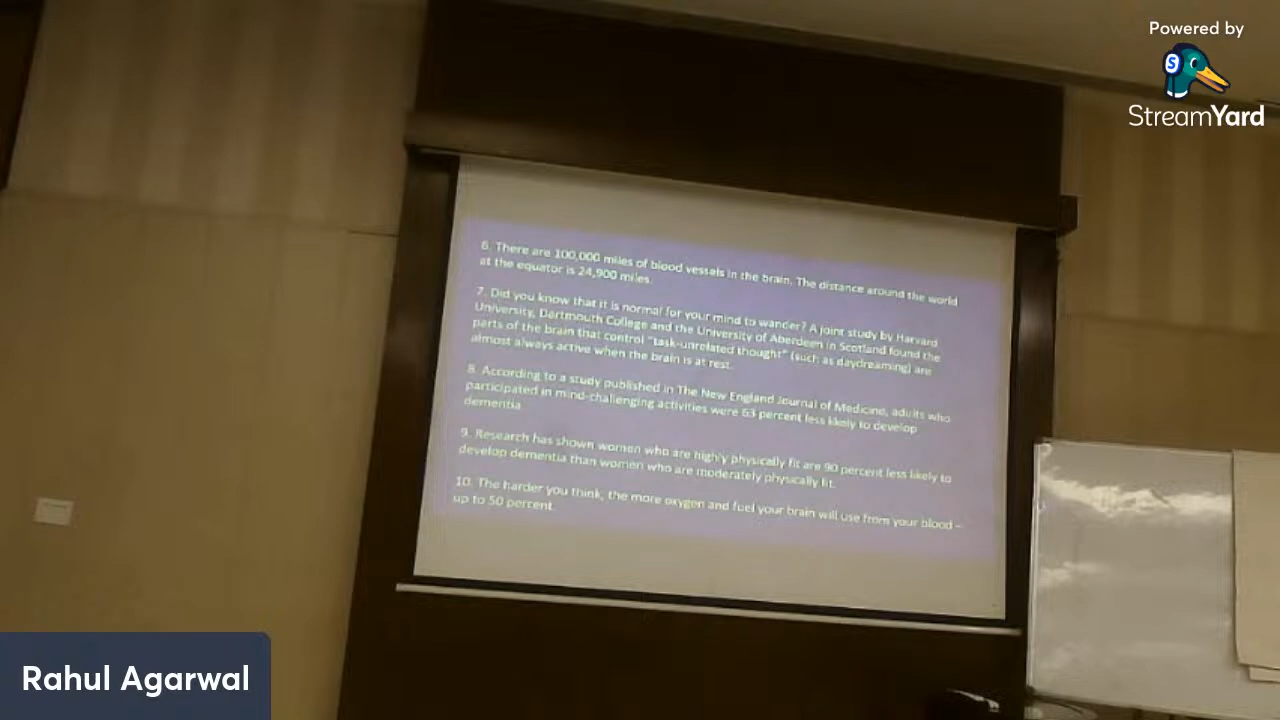 Powered by
StreamYard
6. There are 100,000 miles of blood vessels in the brain. The distance around the world
at the equator is 24,900 miles.
7. Did you know that it is normal for your mind to wander? A joint study by Harvard
University, Dartmouth College and the University of Aberdeen in Scotland found the
parts of the brain that control "task-unrelated thought" (such as daydreaming) are
almost always active when the brain is at rest.
8. According to a study published in The New England Journal of Medicine, adults who
participated in mind-challenging activities were 63 percent less likely to develop
dementia
9. Research has shown women who are highly physically fit are 90 percent less likely to
develop dementia than women who are moderately physically fit.
10. The harder you think, the more oxygen and fuel your brain will use from your blood –
up to 50 percent.
Rahul Agarwal